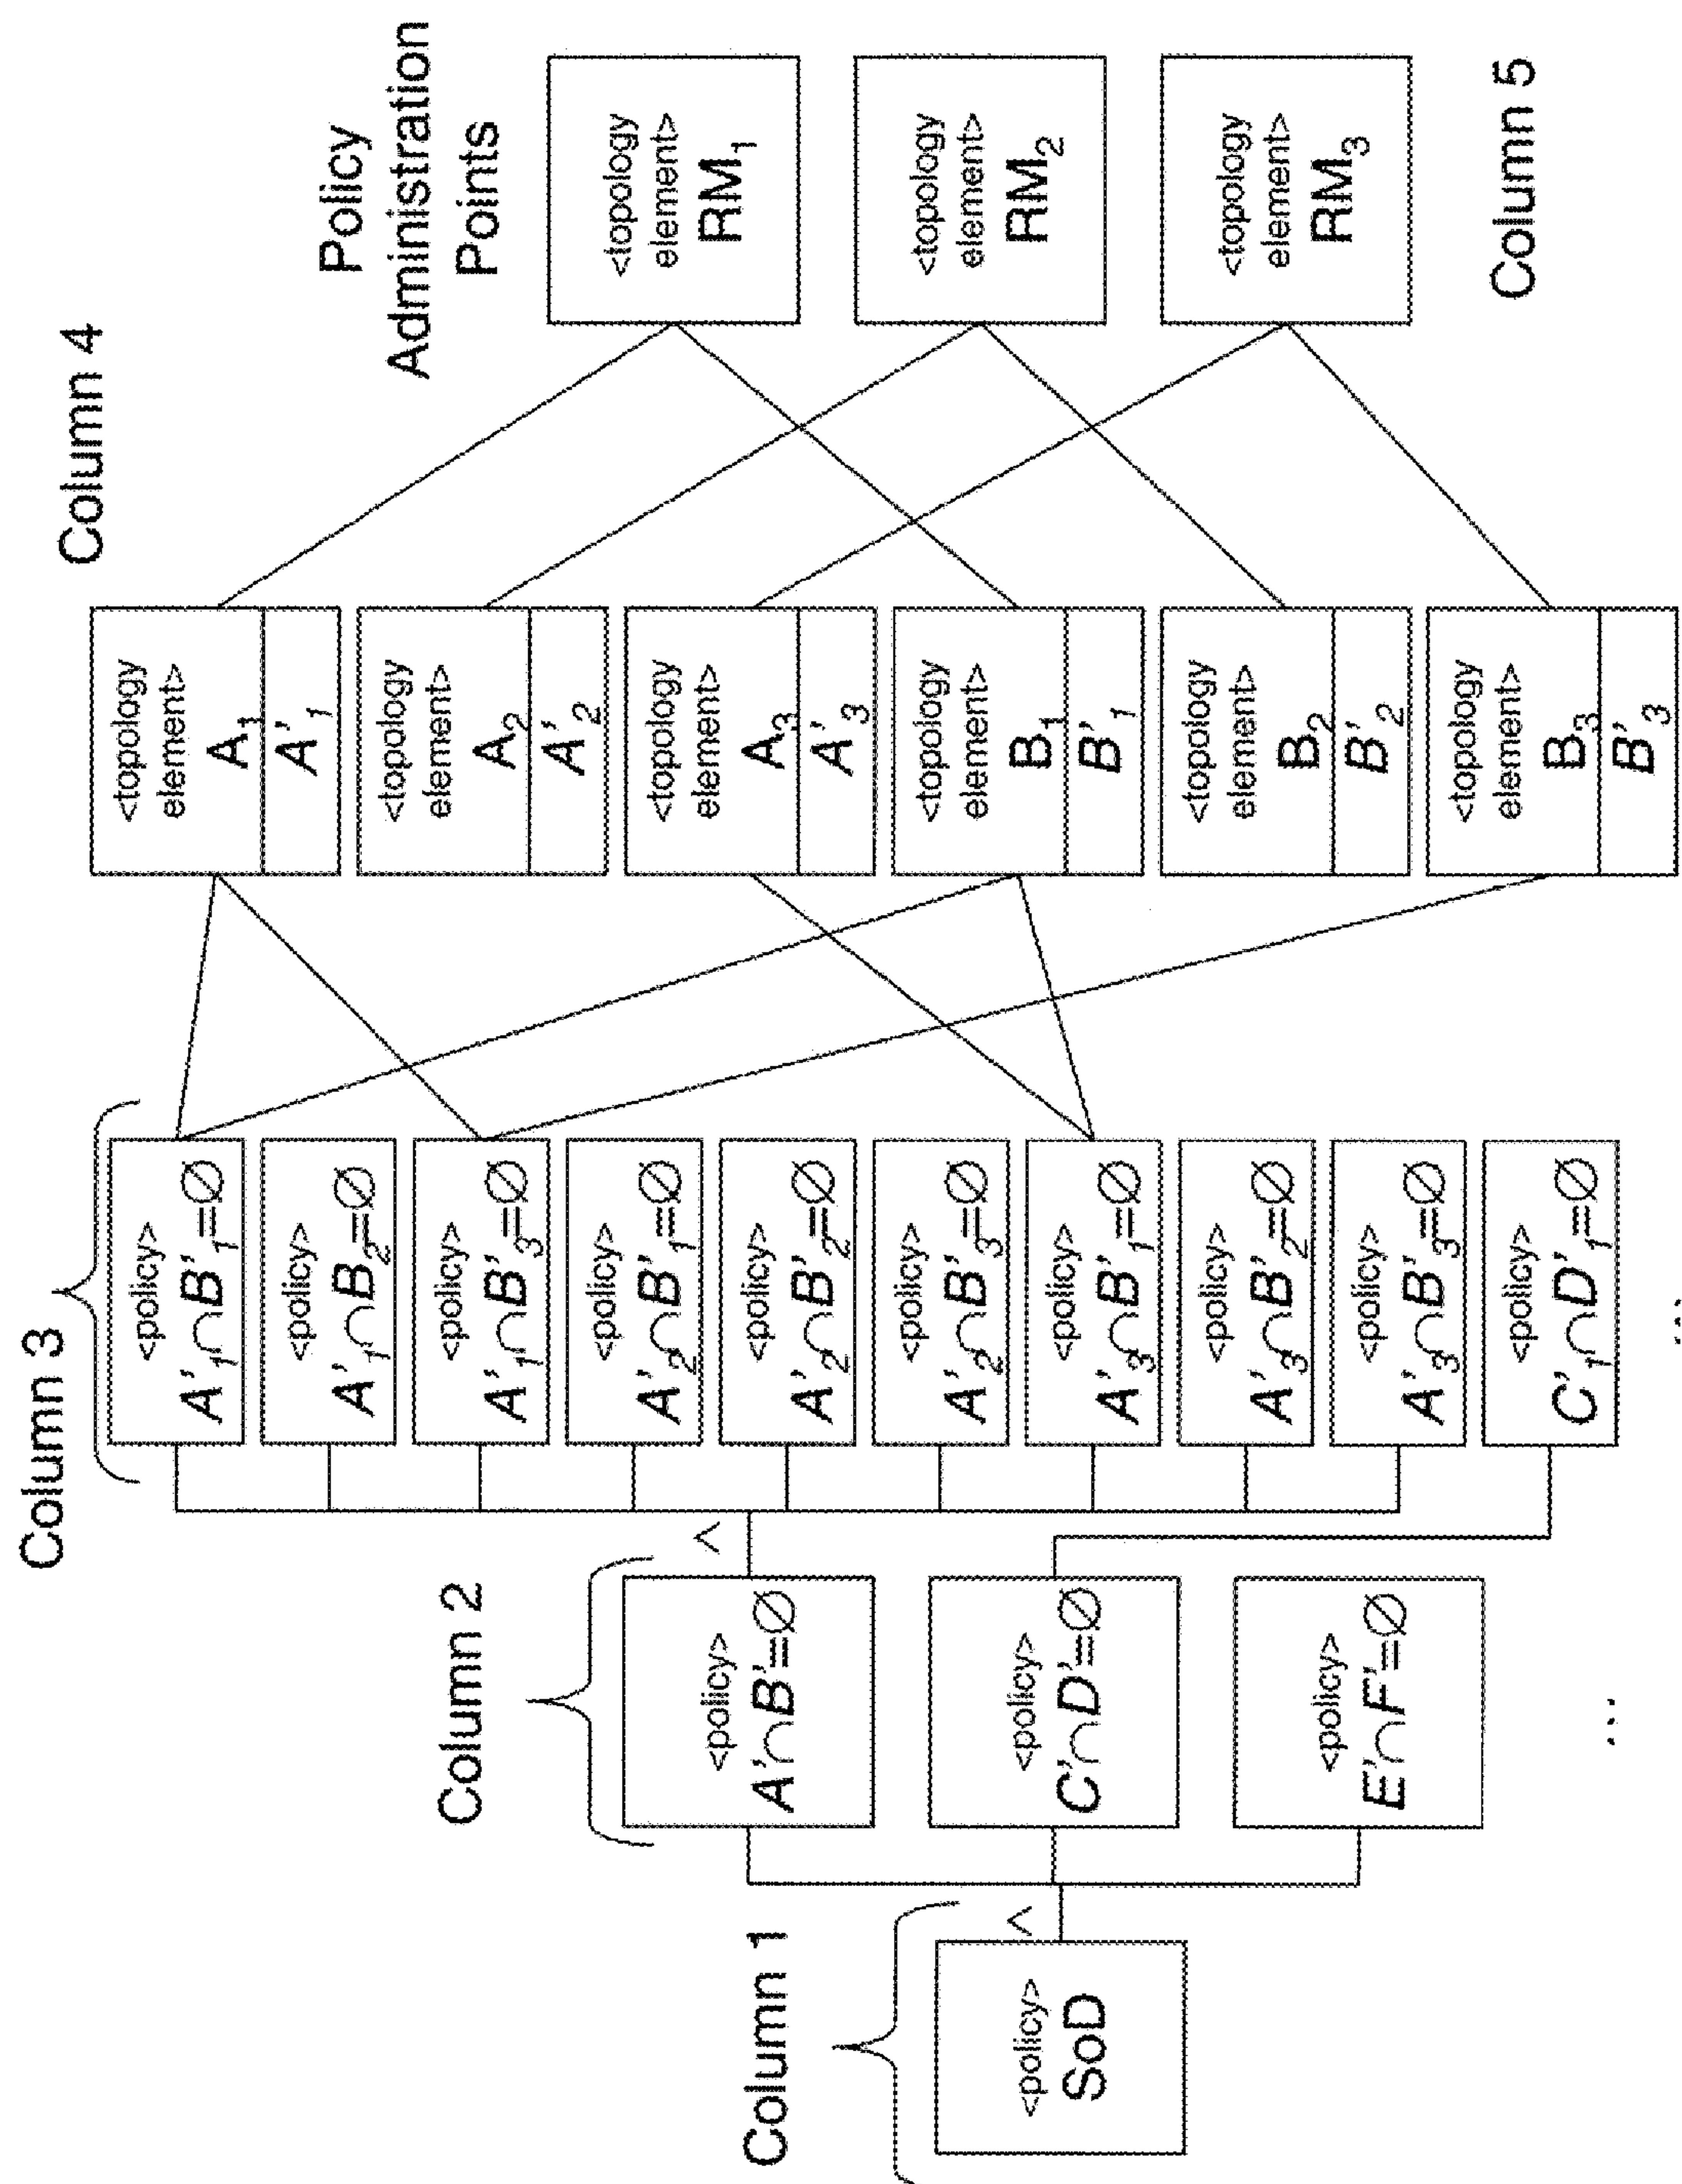 Column 1
<policy>
SoD
^
Column 2
<policy>
A'∩B'=∅
<policy>
C'∩D'=∅
<policy>
E'∩F'=∅
...
^
Column 3
<policy>
A'₁∩B'₁=∅
<policy>
A'₁∩B₂=∅
<policy>
A'₁∩B'₃=∅
<policy>
A'₂∩B'₁=∅
<policy>
A'₂∩B'₂=∅
<policy>
A'₂∩B'₃=∅
<policy>
A'₃∩B'₁=∅
<policy>
A'₃∩B'₂=∅
<policy>
A'₃∩B'₃=∅
<policy>
C'₁∩D'₁=∅
...
Column 4
<topology
element>
A₁
A'₁
<topology
element>
A₂
A'₂
<topology
element>
A₃
A'₃
<topology
element>
B₁
B'₁
<topology
element>
B₂
B'₂
<topology
element>
B₃
B'₃
Policy
Administration
Points
<topology
element>
RM₁
<topology
element>
RM₂
<topology
element>
RM₃
Column 5